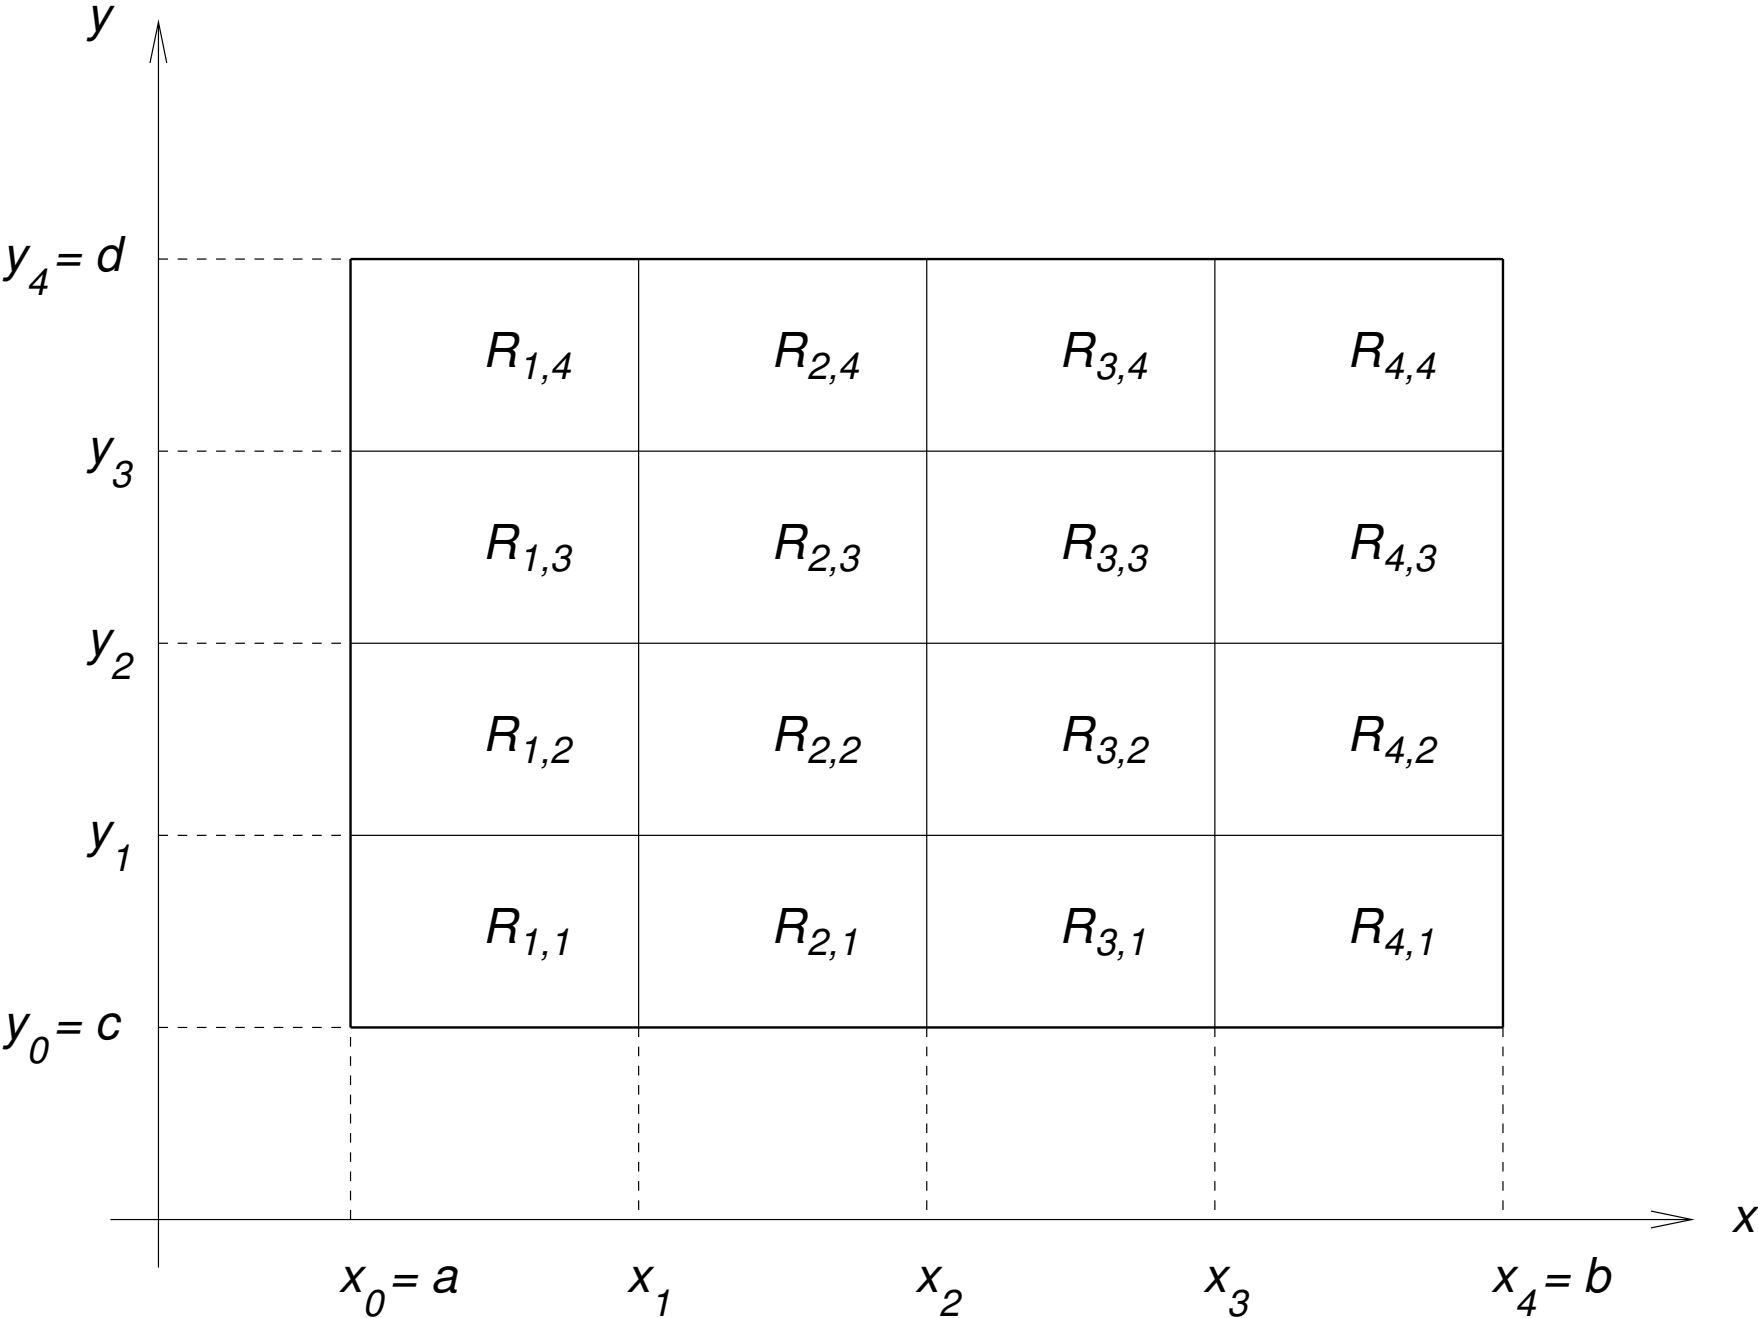 y
y₄ = d
R₁,₄ R₂,₄ R₃,₄ R₄,₄
y₃
R₁,₃ R₂,₃ R₃,₃ R₄,₃
y₂
R₁,₂ R₂,₂ R₃,₂ R₄,₂
y₁
R₁,₁ R₂,₁ R₃,₁ R₄,₁
y₀ = c
x
x₀ = a x₁ x₂ x₃ x₄ = b